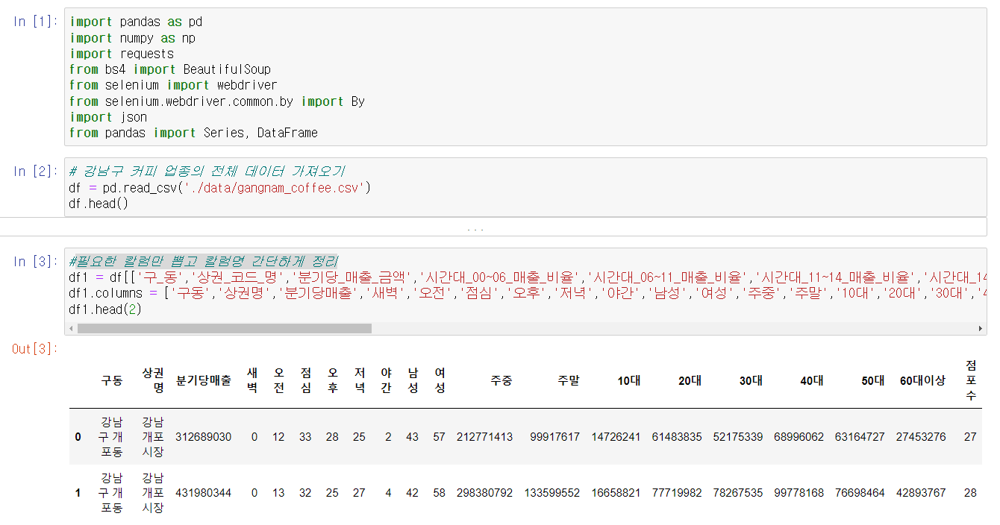 In [1]:
import pandas as pd
import numpy as np
import requests
from bs4 import BeautifulSoup
from selenium import webdriver
from selenium.webdriver.common.by import By
import json
from pandas import Series, DataFrame
In [2]:
# 강남구 커피 업종의 전체 데이터 가져오기
df = pd.read_csv('./data/gangnam_coffee.csv')
df.head()
...
In [3]:
#필요한 칼럼만 뽑고 칼럼명 간단하게 정리
df1 = df[['구_동','상권_코드_명','분기당_매출_금액','시간대_00~06_매출_비율','시간대_06~11_매출_비율','시간대_11~14_매출_비율','시간대_14
df1.columns = ['구동','상권명','분기당매출','새벽','오전','점심','오후','저녁','야간','남성','여성','주중','주말','10대','20대','30대','4
df1.head(2)
Out[3]:
구동 상권명 분기당매출 새벽 오전 점심 오후 저녁 야간 남성 여성 주중 주말 10대 20대 30대 40대 50대 60대이상 점포수
0 강남구 개포동 강남 개포시장 312689030 0 12 33 28 25 2 43 57 212771413 99917617 14726241 61483835 52175339 68996062 63164727 27453276 27
1 강남구 개포동 강남 개포시장 431980344 0 13 32 25 27 4 42 58 298380792 133599552 16658821 77719982 78267535 99778168 76698464 42893767 28